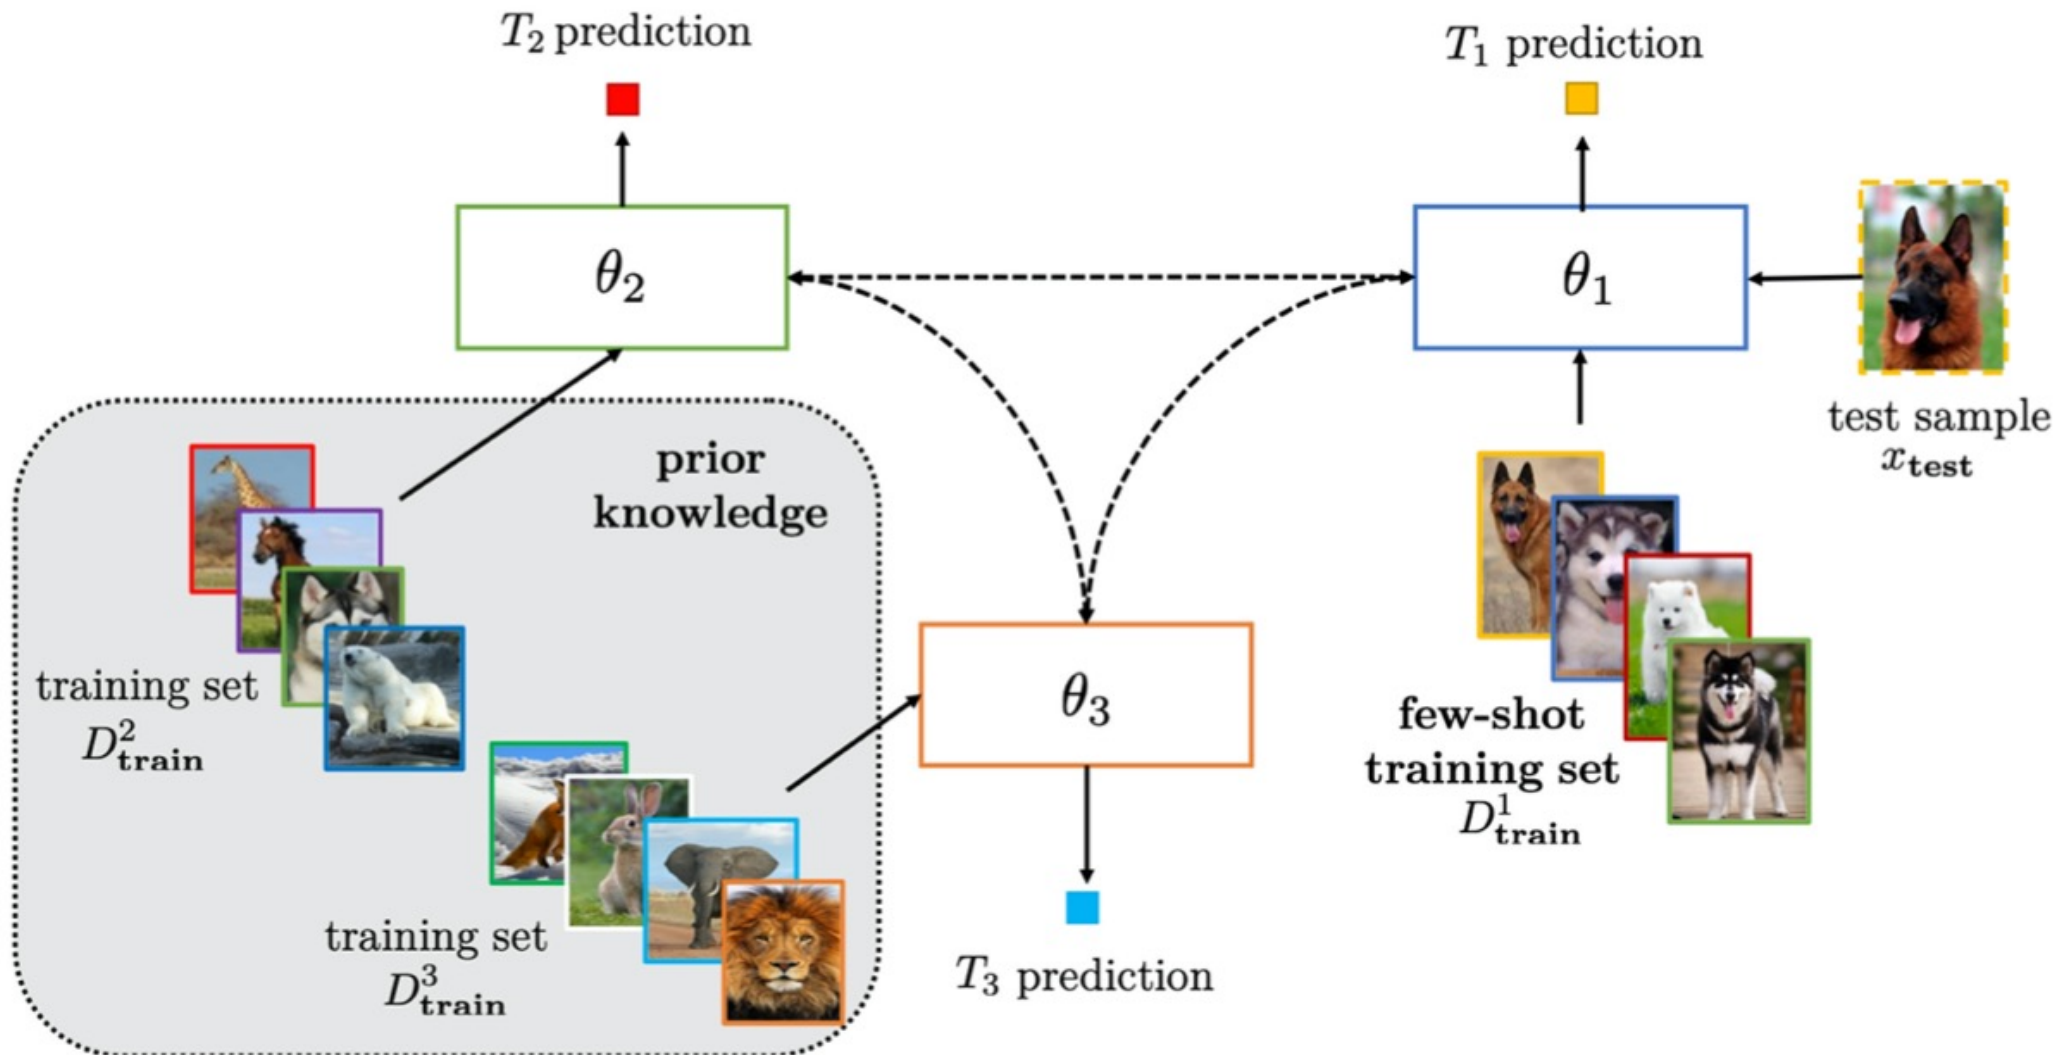 T₂ prediction
T₁ prediction
θ₂
θ₁
test sample
x_test
prior
knowledge
training set
D²_train
θ₃
few-shot
training set
D¹_train
training set
D³_train
T₃ prediction